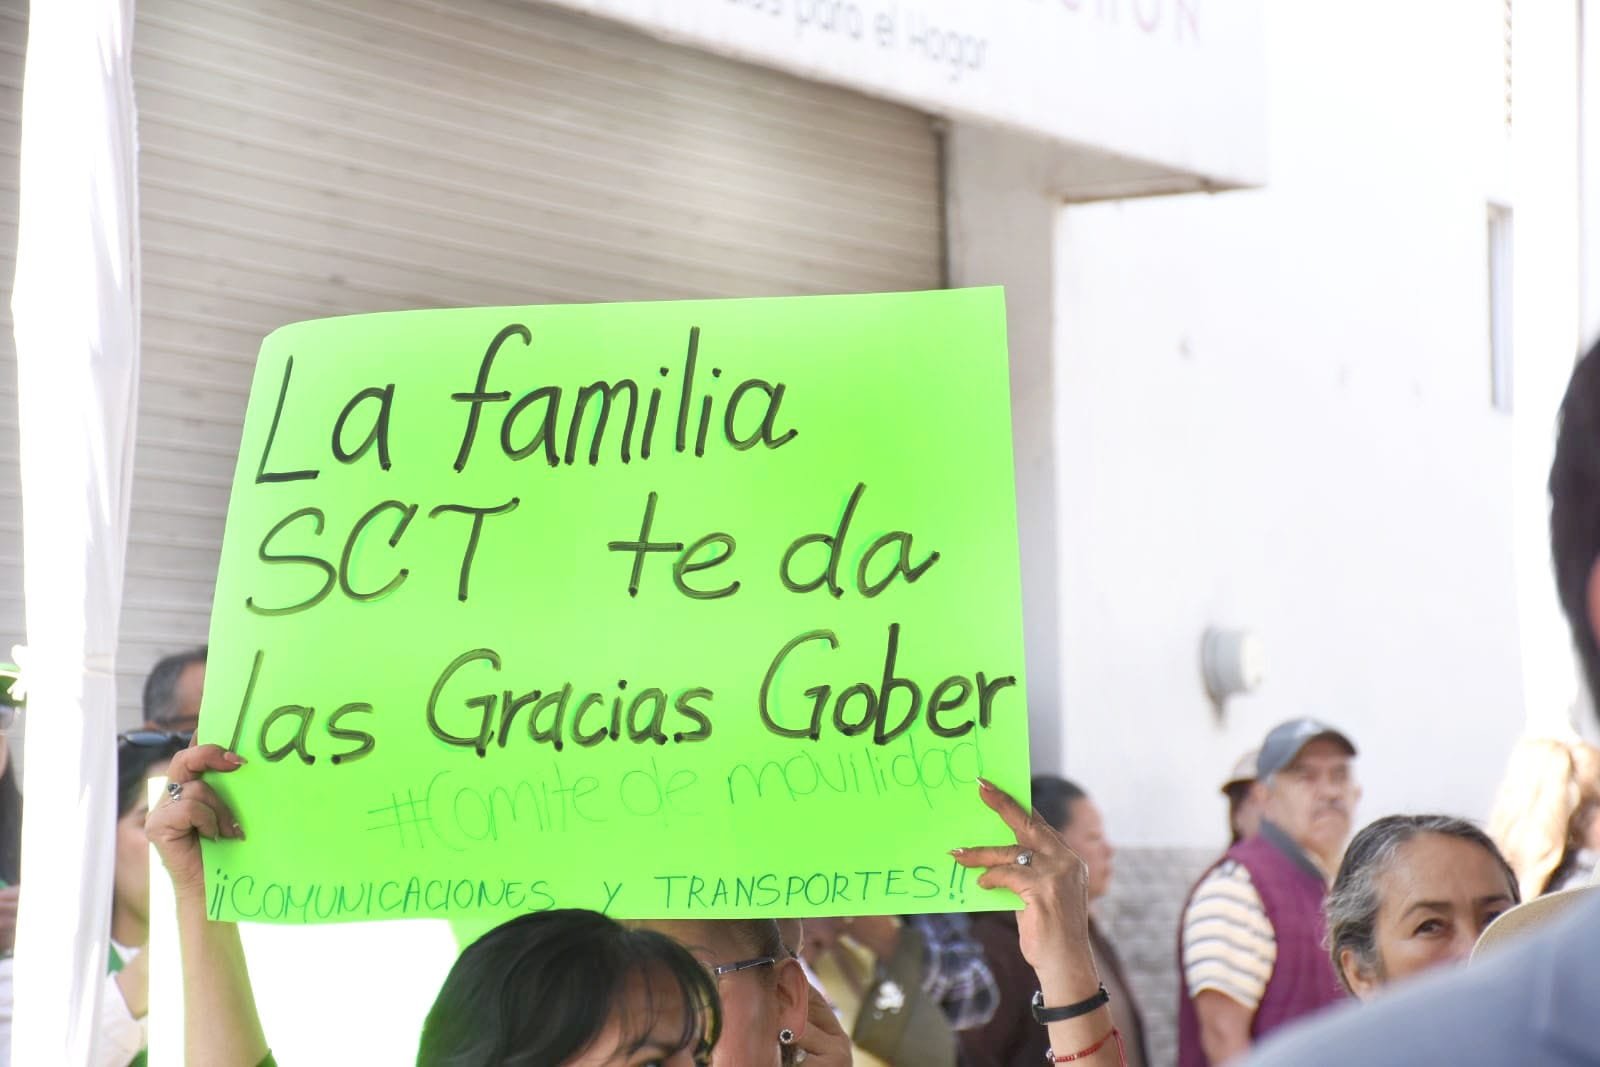 para el Hogar
La familia
SCT te da
las Gracias Gober
#Comite de movilidad
¡¡COMUNICACIONES Y TRANSPORTES!!